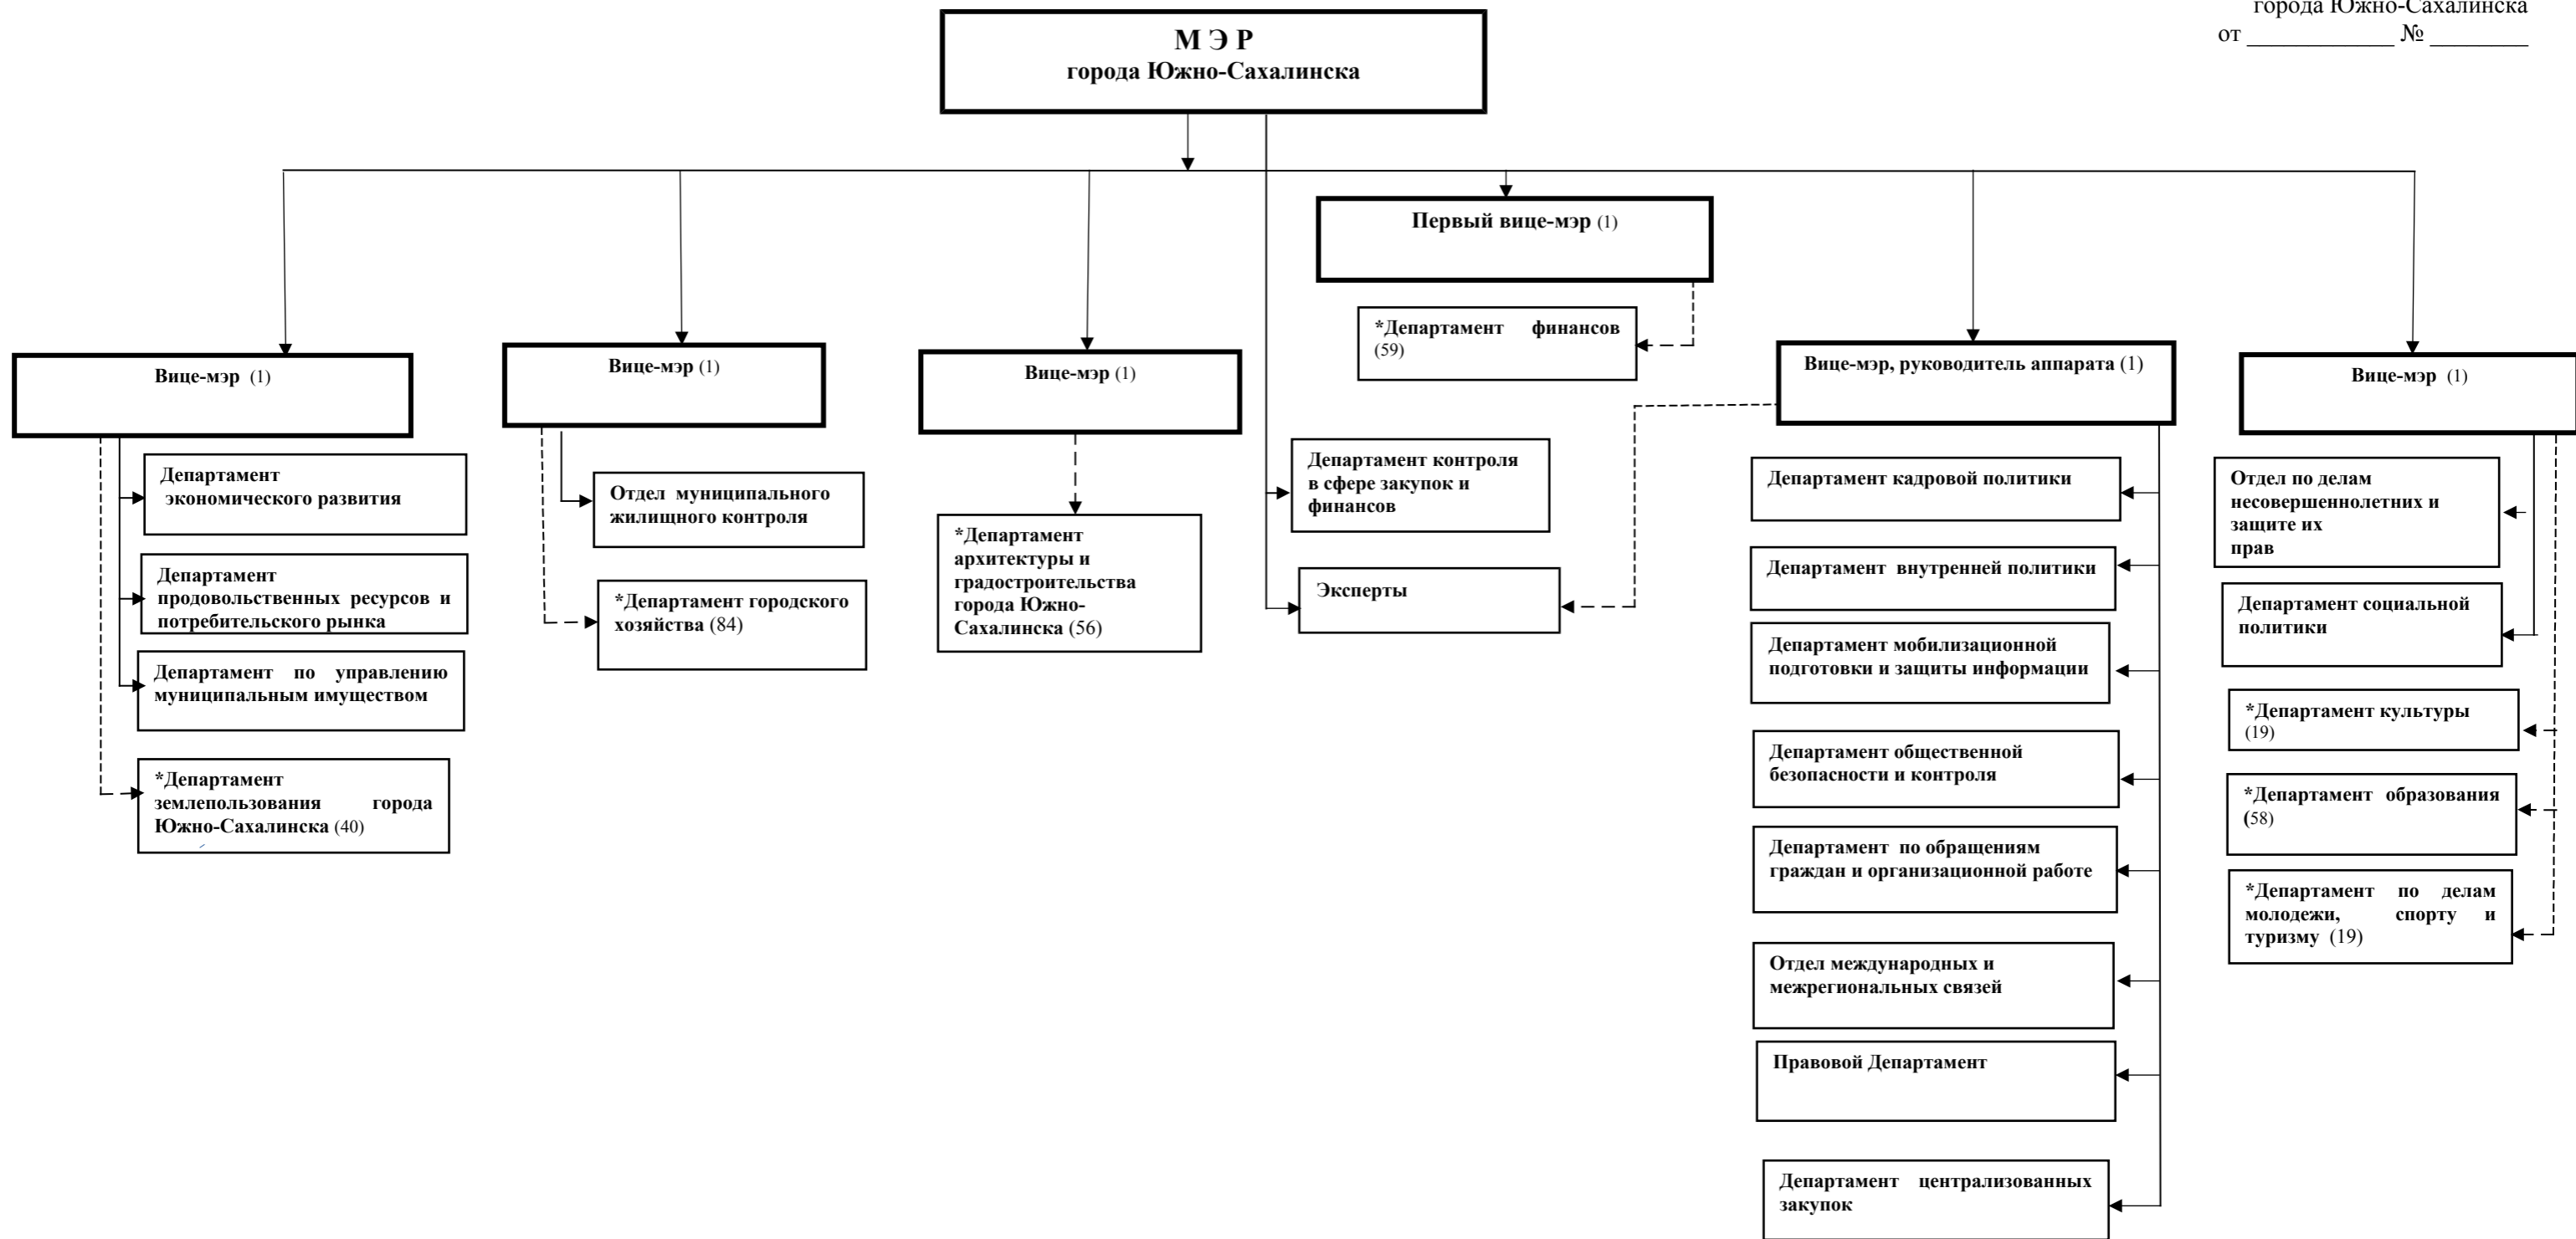 города Южно-Сахалинска
от ____________ № ________
М Э Р
города Южно-Сахалинска
Первый вице-мэр (1)
*Департамент финансов
(59)
Вице-мэр (1)
Вице-мэр (1)
Вице-мэр (1)
Вице-мэр, руководитель аппарата (1)
Вице-мэр (1)
Департамент
экономического развития
Департамент
продовольственных ресурсов и
потребительского рынка
Департамент по управлению
муниципальным имуществом
*Департамент
землепользования города
Южно-Сахалинска (40)
Отдел муниципального
жилищного контроля
*Департамент городского
хозяйства (84)
*Департамент
архитектуры и
градостроительства
города Южно-
Сахалинска (56)
Департамент контроля
в сфере закупок и
финансов
Эксперты
Департамент кадровой политики
Департамент внутренней политики
Департамент мобилизационной
подготовки и защиты информации
Департамент общественной
безопасности и контроля
Департамент по обращениям
граждан и организационной работе
Отдел международных и
межрегиональных связей
Правовой Департамент
Департамент централизованных
закупок
Отдел по делам
несовершеннолетних и
защите их
прав
Департамент социальной
политики
*Департамент культуры
(19)
*Департамент образования
(58)
*Департамент по делам
молодежи, спорту и
туризму (19)